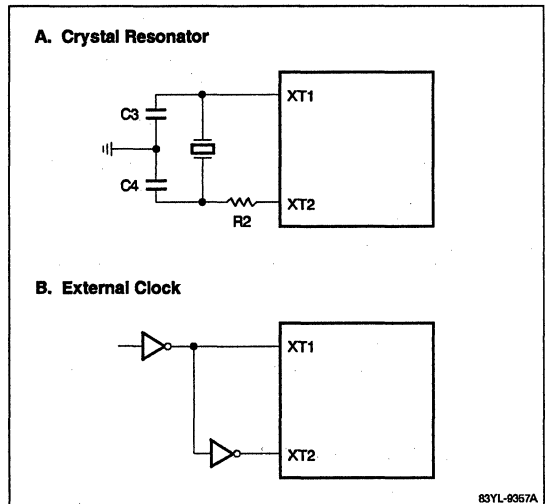 A. Crystal Resonator
XT1
C3
C4
XT2
R2
B. External Clock
XT1
XT2
83YL-9357A